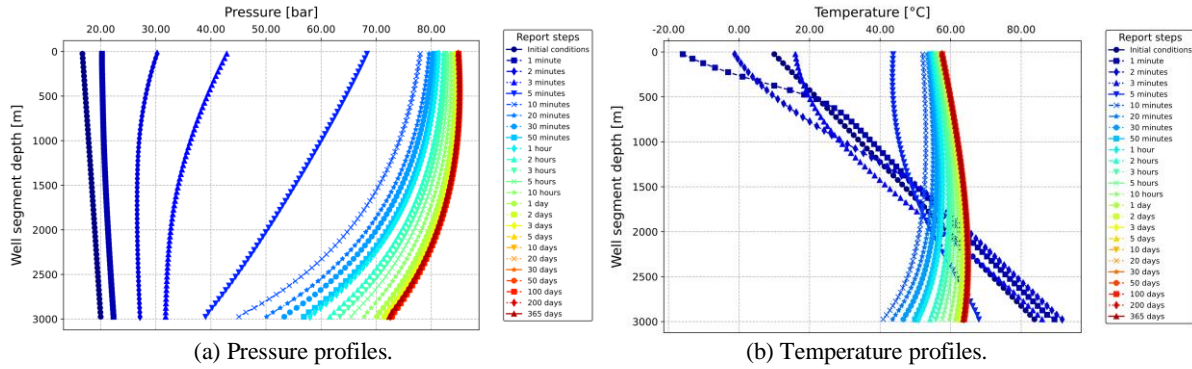 Pressure [bar]
20.00 30.00 40.00 50.00 60.00 70.00 80.00
Well segment depth [m]
0
500
1000
1500
2000
2500
3000
Report steps
Initial conditions
1 minute
2 minutes
3 minutes
5 minutes
10 minutes
20 minutes
30 minutes
50 minutes
1 hour
2 hours
3 hours
5 hours
10 hours
1 day
2 days
3 days
5 days
10 days
20 days
30 days
50 days
100 days
200 days
365 days
(a) Pressure profiles.
Temperature [°C]
-20.00 0.00 20.00 40.00 60.00 80.00
Well segment depth [m]
0
500
1000
1500
2000
2500
3000
Report steps
Initial conditions
1 minute
2 minutes
3 minutes
5 minutes
10 minutes
20 minutes
30 minutes
50 minutes
1 hour
2 hours
3 hours
5 hours
10 hours
1 day
2 days
3 days
5 days
10 days
20 days
30 days
50 days
100 days
200 days
365 days
(b) Temperature profiles.